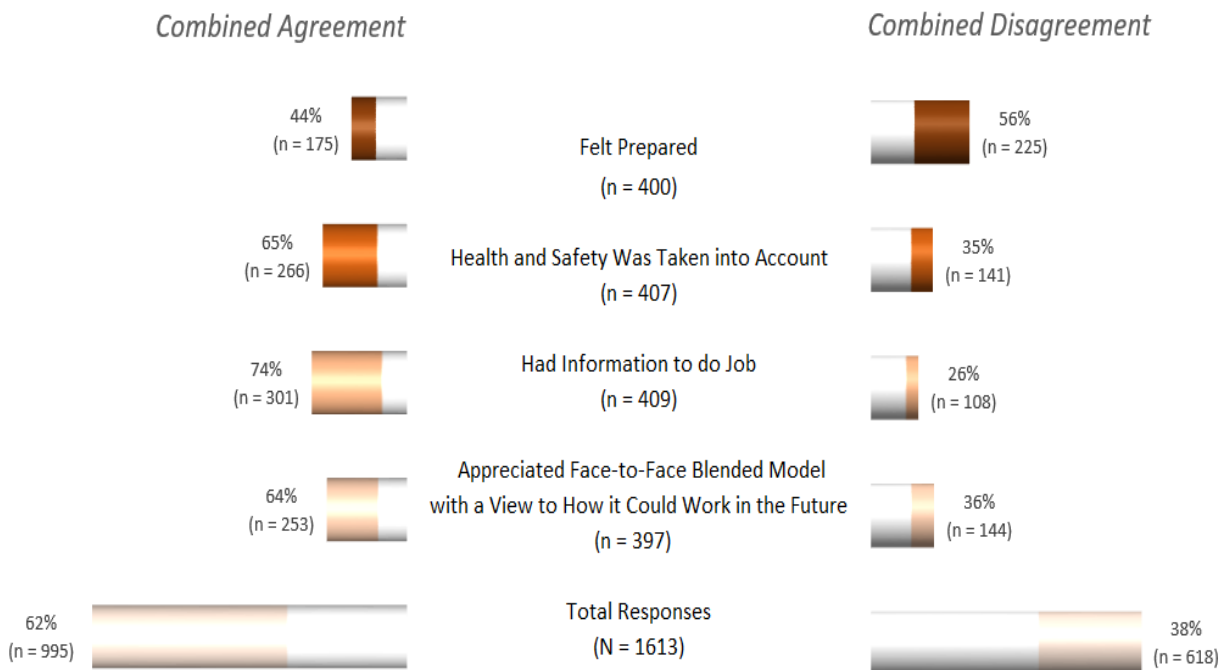 Combined Agreement
Combined Disagreement
44%
(n = 175)
Felt Prepared
(n = 400)
56%
(n = 225)
65%
(n = 266)
Health and Safety Was Taken into Account
(n = 407)
35%
(n = 141)
74%
(n = 301)
Had Information to do Job
(n = 409)
26%
(n = 108)
64%
(n = 253)
Appreciated Face-to-Face Blended Model
with a View to How it Could Work in the Future
(n = 397)
36%
(n = 144)
62%
(n = 995)
Total Responses
(N = 1613)
38%
(n = 618)